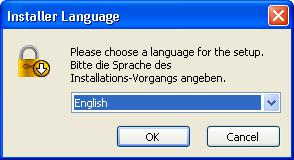 Installer Language
Please choose a language for the setup.
Bitte die Sprache des
Installations-Vorgangs angeben.
English
OK
Cancel